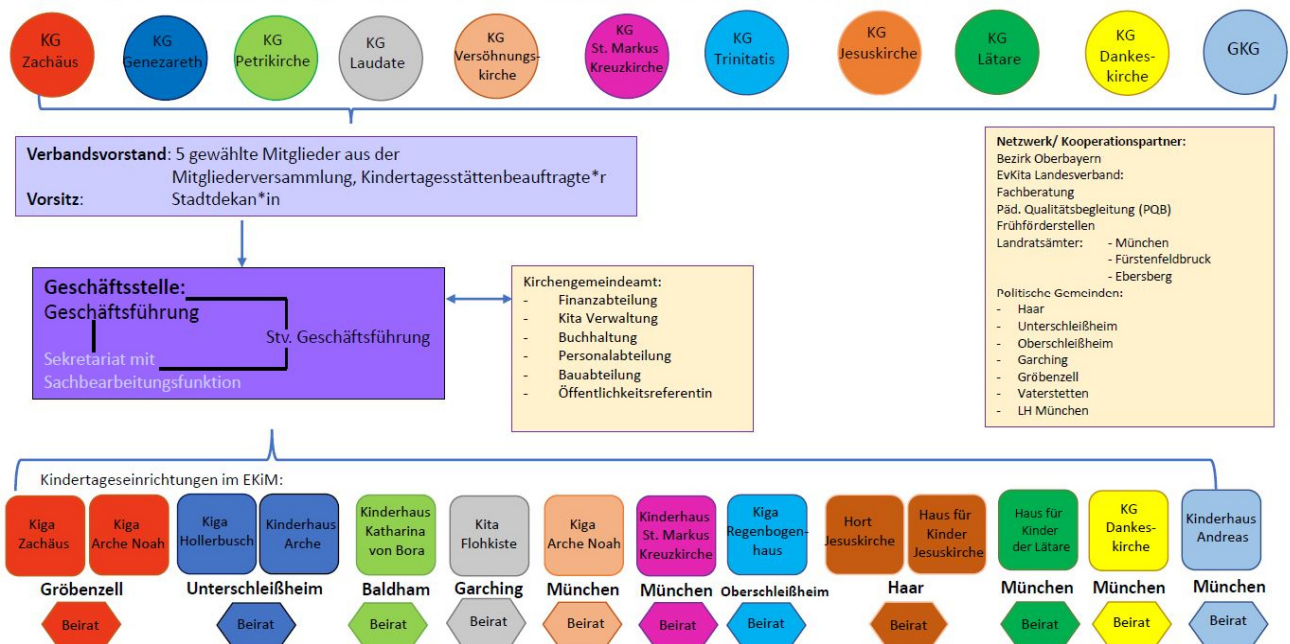 KG
Zachäus
KG
Genezareth
KG
Petrikirche
KG
Laudate
KG
Versöhnungs-
kirche
KG
St. Markus
Kreuzkirche
KG
Trinitatis
KG
Jesuskirche
KG
Lätare
KG
Dankes-
kirche
GKG
Verbandsvorstand: 5 gewählte Mitglieder aus der
Mitgliederversammlung, Kindertagesstättenbeauftragte*r
Vorsitz: Stadtdekan*in
Netzwerk/ Kooperationspartner:
Bezirk Oberbayern
EvKita Landesverband:
Fachberatung
Päd. Qualitätsbegleitung (PQB)
Frühförderstellen
Landratsämter: - München
- Fürstenfeldbruck
- Ebersberg
Politische Gemeinden:
- Haar
- Unterschleißheim
- Oberschleißheim
- Garching
- Gröbenzell
- Vaterstetten
- LH München
Geschäftsstelle:
Geschäftsführung
Stv. Geschäftsführung
Sekretariat mit
Sachbearbeitungsfunktion
Kirchengemeindeamt:
- Finanzabteilung
- Kita Verwaltung
- Buchhaltung
- Personalabteilung
- Bauabteilung
- Öffentlichkeitsreferentin
Kindertageseinrichtungen im EKiM:
Kiga
Zachäus
Kiga
Arche Noah
Kiga
Hollerbusch
Kinderhaus
Arche
Kinderhaus
Katharina
von Bora
Kita
Flohkiste
Kiga
Arche Noah
Kinderhaus
St. Markus
Kreuzkirche
Kiga
Regenbogen-
haus
Hort
Jesuskirche
Haus für
Kinder
Jesuskirche
Haus für
Kinder
der Lätare
KG
Dankes-
kirche
Kinderhaus
Andreas
Gröbenzell
Unterschleißheim
Baldham
Garching
München
München
Oberschleißheim
Haar
München
München
München
Beirat
Beirat
Beirat
Beirat
Beirat
Beirat
Beirat
Beirat
Beirat
Beirat
Beirat